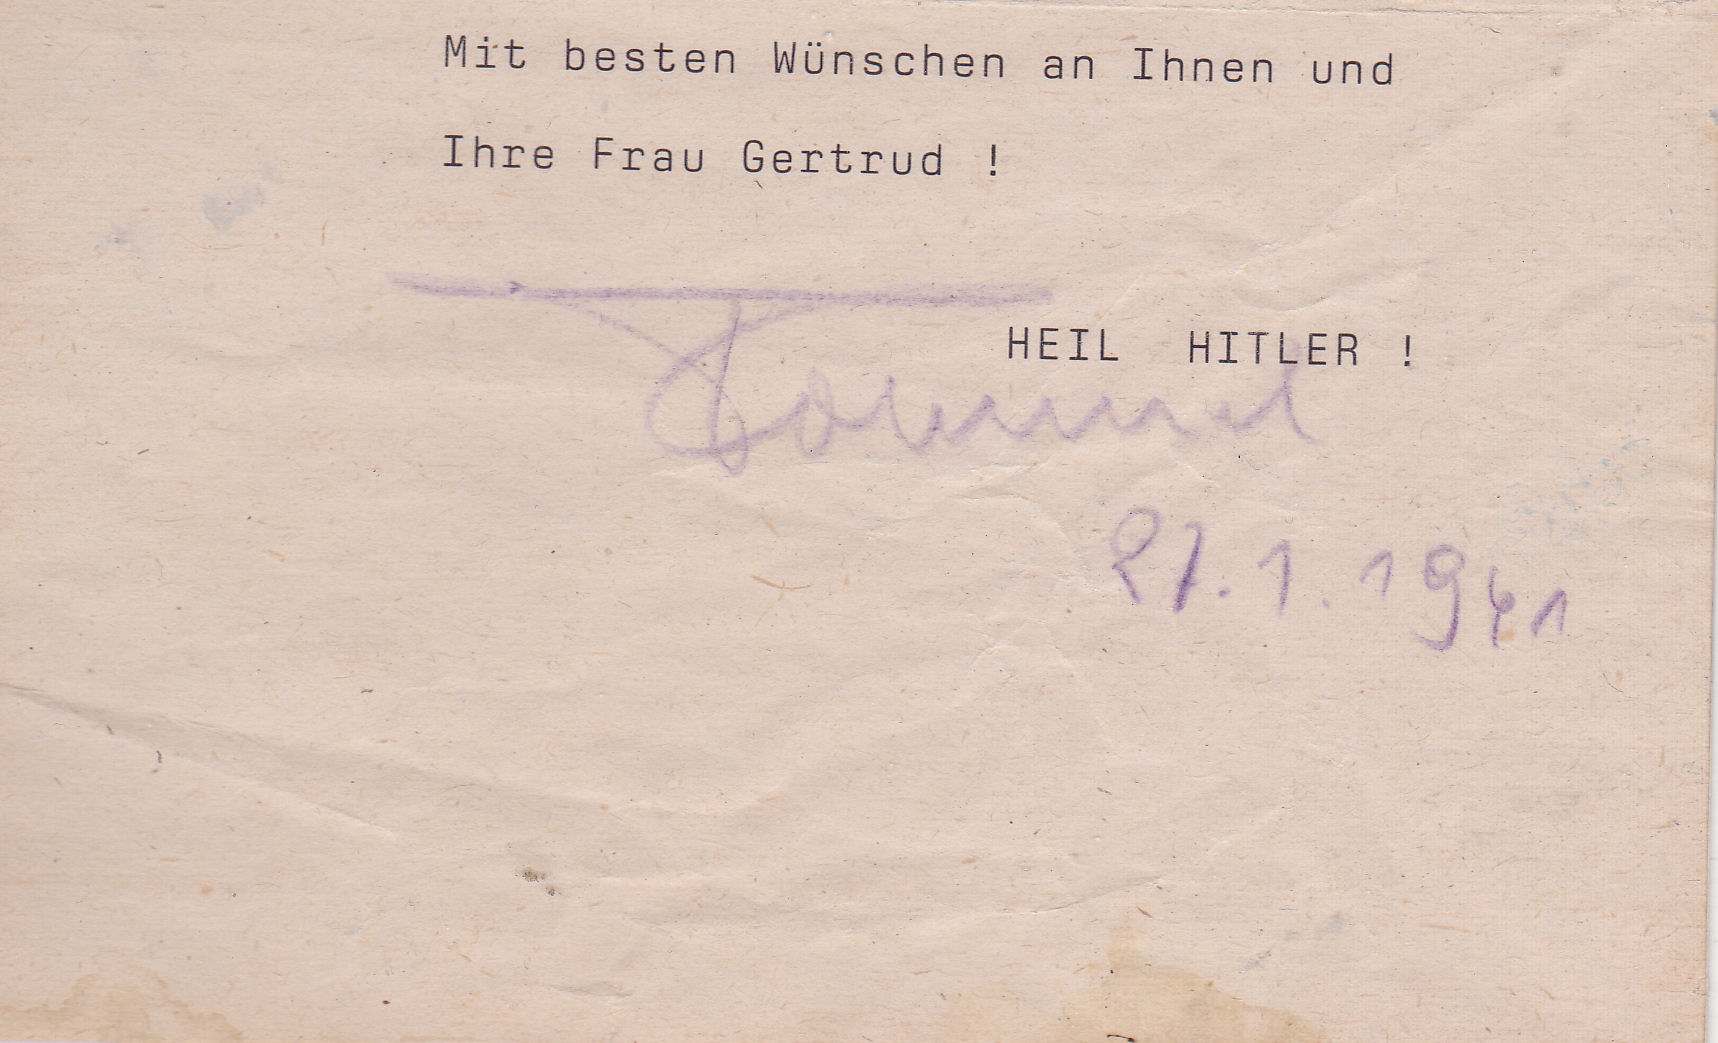 Mit besten Wünschen an Ihnen und
Ihre Frau Gertrud !
HEIL HITLER !
27.1.1941